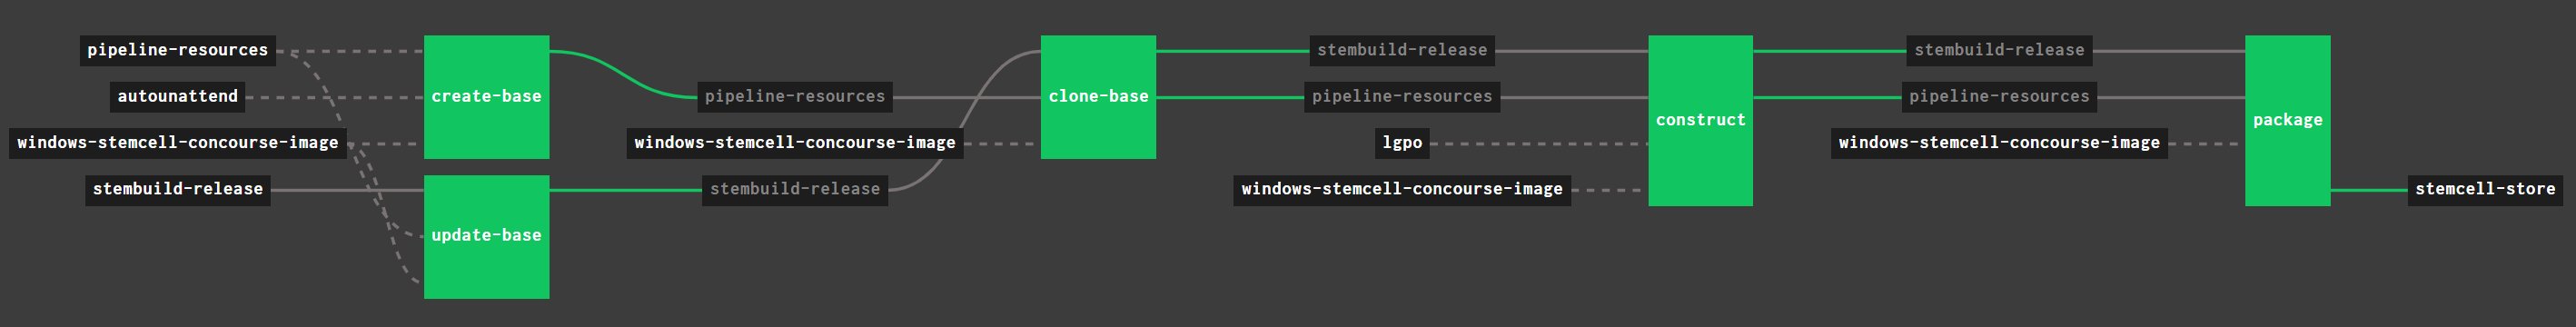 pipeline-resources
autounattend
windows-stemcell-concourse-image
stembuild-release
create-base
update-base
pipeline-resources
windows-stemcell-concourse-image
stembuild-release
clone-base
stembuild-release
pipeline-resources
lgpo
windows-stemcell-concourse-image
construct
stembuild-release
pipeline-resources
windows-stemcell-concourse-image
package
stemcell-store